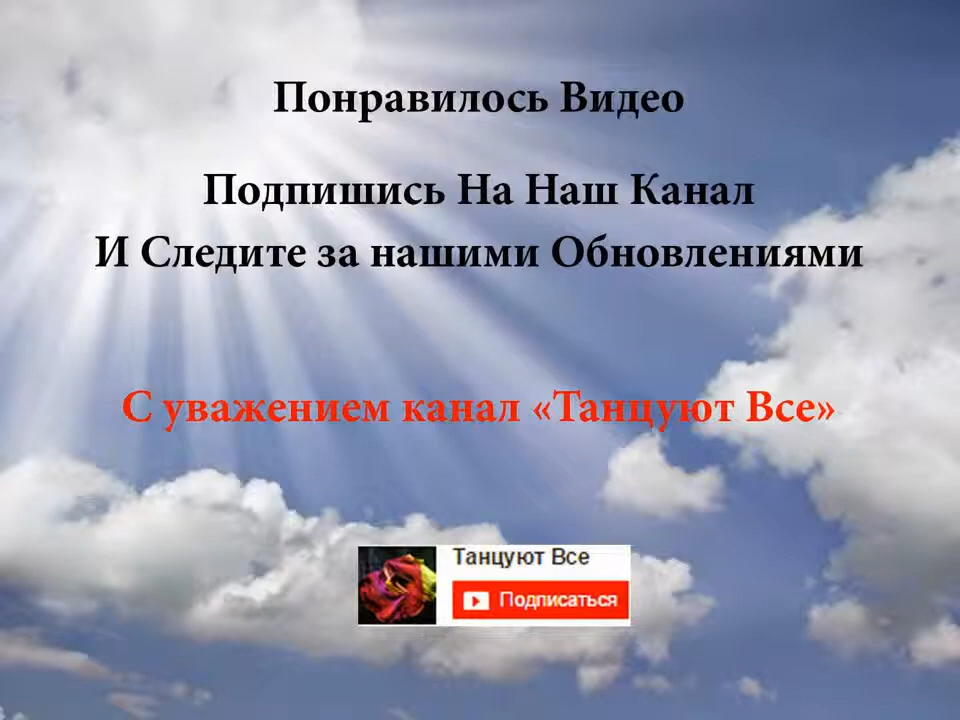 Понравилось Видео
Подпишись На Наш Канал
И Следите за нашими Обновлениями
С уважением канал «Танцуют Все»
Танцуют Все
Подписаться